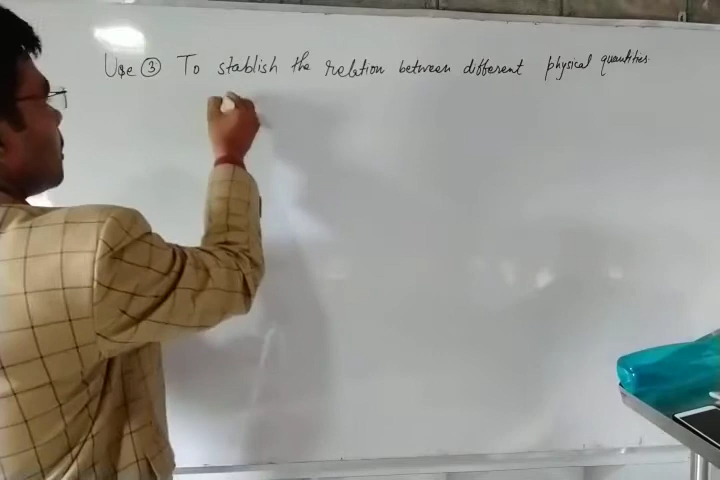 Use ③ To stablish the relation between different physical quantities.